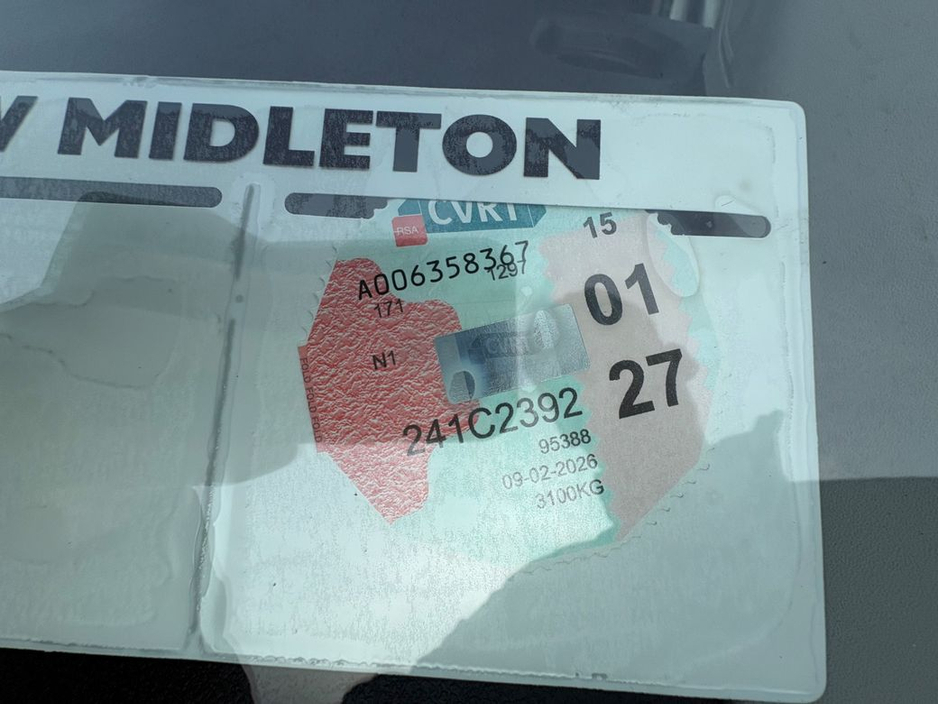 W MIDLETON
CVRT
RSA
15
A006358367
1297
171
01
CVRT
N1
27
241C2392
95388
09-02-2026
3100KG